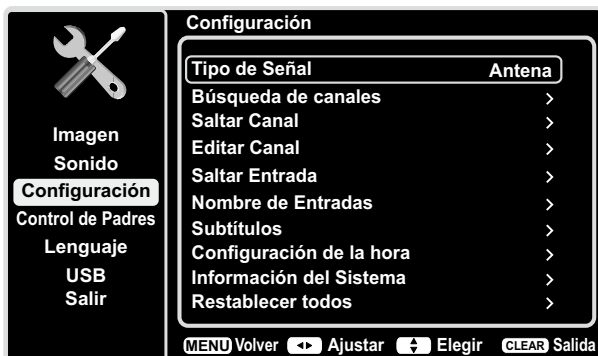 Configuración
Imagen
Sonido
Configuración
Control de Padres
Lenguaje
USB
Salir
Tipo de Señal Antena
Búsqueda de canales >
Saltar Canal >
Editar Canal >
Saltar Entrada >
Nombre de Entradas >
Subtítulos >
Configuración de la hora >
Información del Sistema >
Restablecer todos >
MENU Volver Ajustar Elegir CLEAR Salida